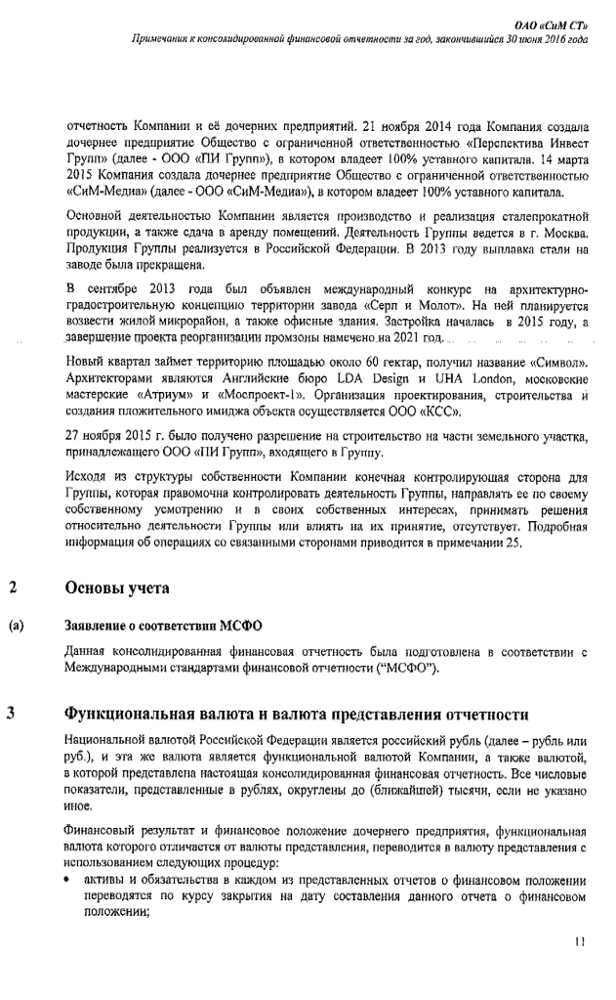 ОАО «СиМ СТ»
Примечания к консолидированной финансовой отчетности за год, закончившийся 30 июня 2016 года
отчетность Компании и её дочерних предприятий. 21 ноября 2014 года Компания создала
дочернее предприятие Общество с ограниченной ответственностью «Перспектива Инвест
Групп» (далее - ООО «ПИ Групп»), в котором владеет 100% уставного капитала. 14 марта
2015 Компания создала дочернее предприятие Общество с ограниченной ответственностью
«СиМ-Медиа» (далее - ООО «СиМ-Медиа»), в котором владеет 100% уставного капитала.
Основной деятельностью Компании является производство и реализация сталепрокатной
продукции, а также сдача в аренду помещений. Деятельность Группы ведется в г. Москва.
Продукция Группы реализуется в Российской Федерации. В 2013 году выплавка стали на
заводе была прекращена.
В сентябре 2013 года был объявлен международный конкурс на архитектурно-
градостроительную концепцию территории завода «Серп и Молот». На ней планируется
возвести жилой микрорайон, а также офисные здания. Застройка началась в 2015 году, а
завершение проекта реорганизации промзоны намечено на 2021 год.
Новый квартал займет территорию площадью около 60 гектар, получил название «Символ».
Архитекторами являются Английские бюро LDA Design и UHA London, московские
мастерские «Атриум» и «Моспроект-1». Организация проектирования, строительства и
создания пложительного имиджа объекта осуществляется ООО «КСС».
27 ноября 2015 г. было получено разрешение на строительство на части земельного участка,
принадлежащего ООО «ПИ Групп», входящего в Группу.
Исходя из структуры собственности Компании конечная контролирующая сторона для
Группы, которая правомочна контролировать деятельность Группы, направлять ее по своему
собственному усмотрению и в своих собственных интересах, принимать решения
относительно деятельности Группы или влиять на их принятие, отсутствует. Подробная
информация об операциях со связанными сторонами приводится в примечании 25.
2 Основы учета
(а) Заявление о соответствии МСФО
Данная консолидированная финансовая отчетность была подготовлена в соответствии с
Международными стандартами финансовой отчетности (“МСФО”).
3 Функциональная валюта и валюта представления отчетности
Национальной валютой Российской Федерации является российский рубль (далее – рубль или
руб.), и эта же валюта является функциональной валютой Компании, а также валютой,
в которой представлена настоящая консолидированная финансовая отчетность. Все числовые
показатели, представленные в рублях, округлены до (ближайшей) тысячи, если не указано
иное.
Финансовый результат и финансовое положение дочернего предприятия, функциональная
валюта которого отличается от валюты представления, переводится в валюту представления с
использованием следующих процедур:
• активы и обязательства в каждом из представленных отчетов о финансовом положении
переводятся по курсу закрытия на дату составления данного отчета о финансовом
положении;
11